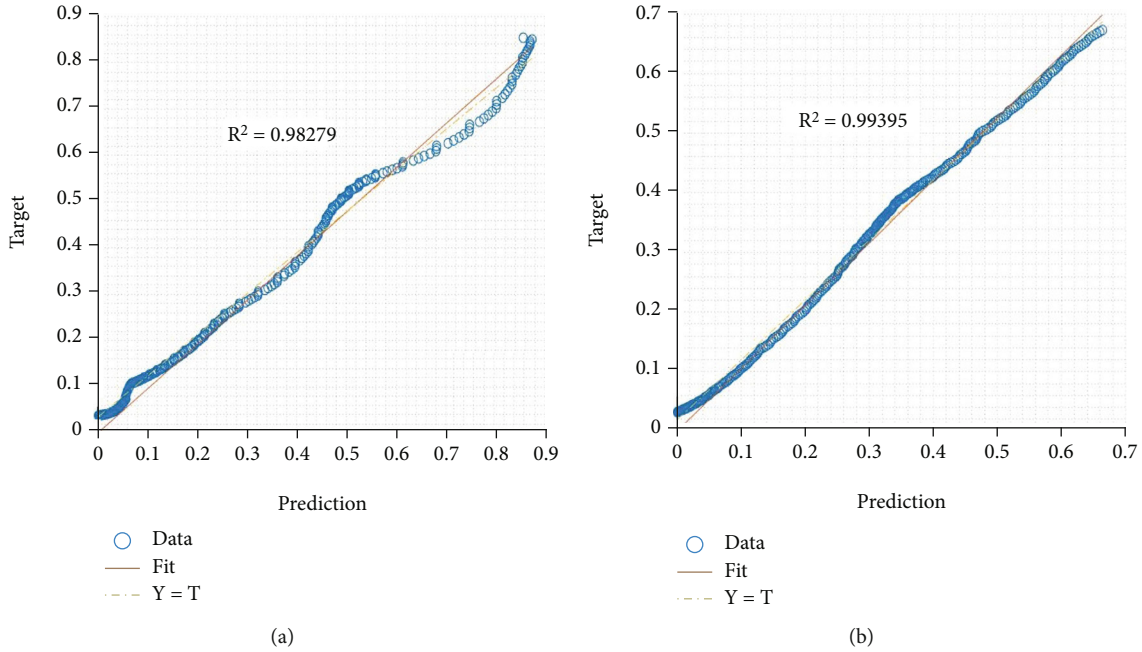 0.9
0.8
0.7
0.6
0.5
0.4
0.3
0.2
0.1
0
Target
R² = 0.98279
0 0.1 0.2 0.3 0.4 0.5 0.6 0.7 0.8 0.9
Prediction
Data
Fit
Y = T
(a)
0.7
0.6
0.5
0.4
0.3
0.2
0.1
0
Target
R² = 0.99395
0 0.1 0.2 0.3 0.4 0.5 0.6 0.7
Prediction
Data
Fit
Y = T
(b)